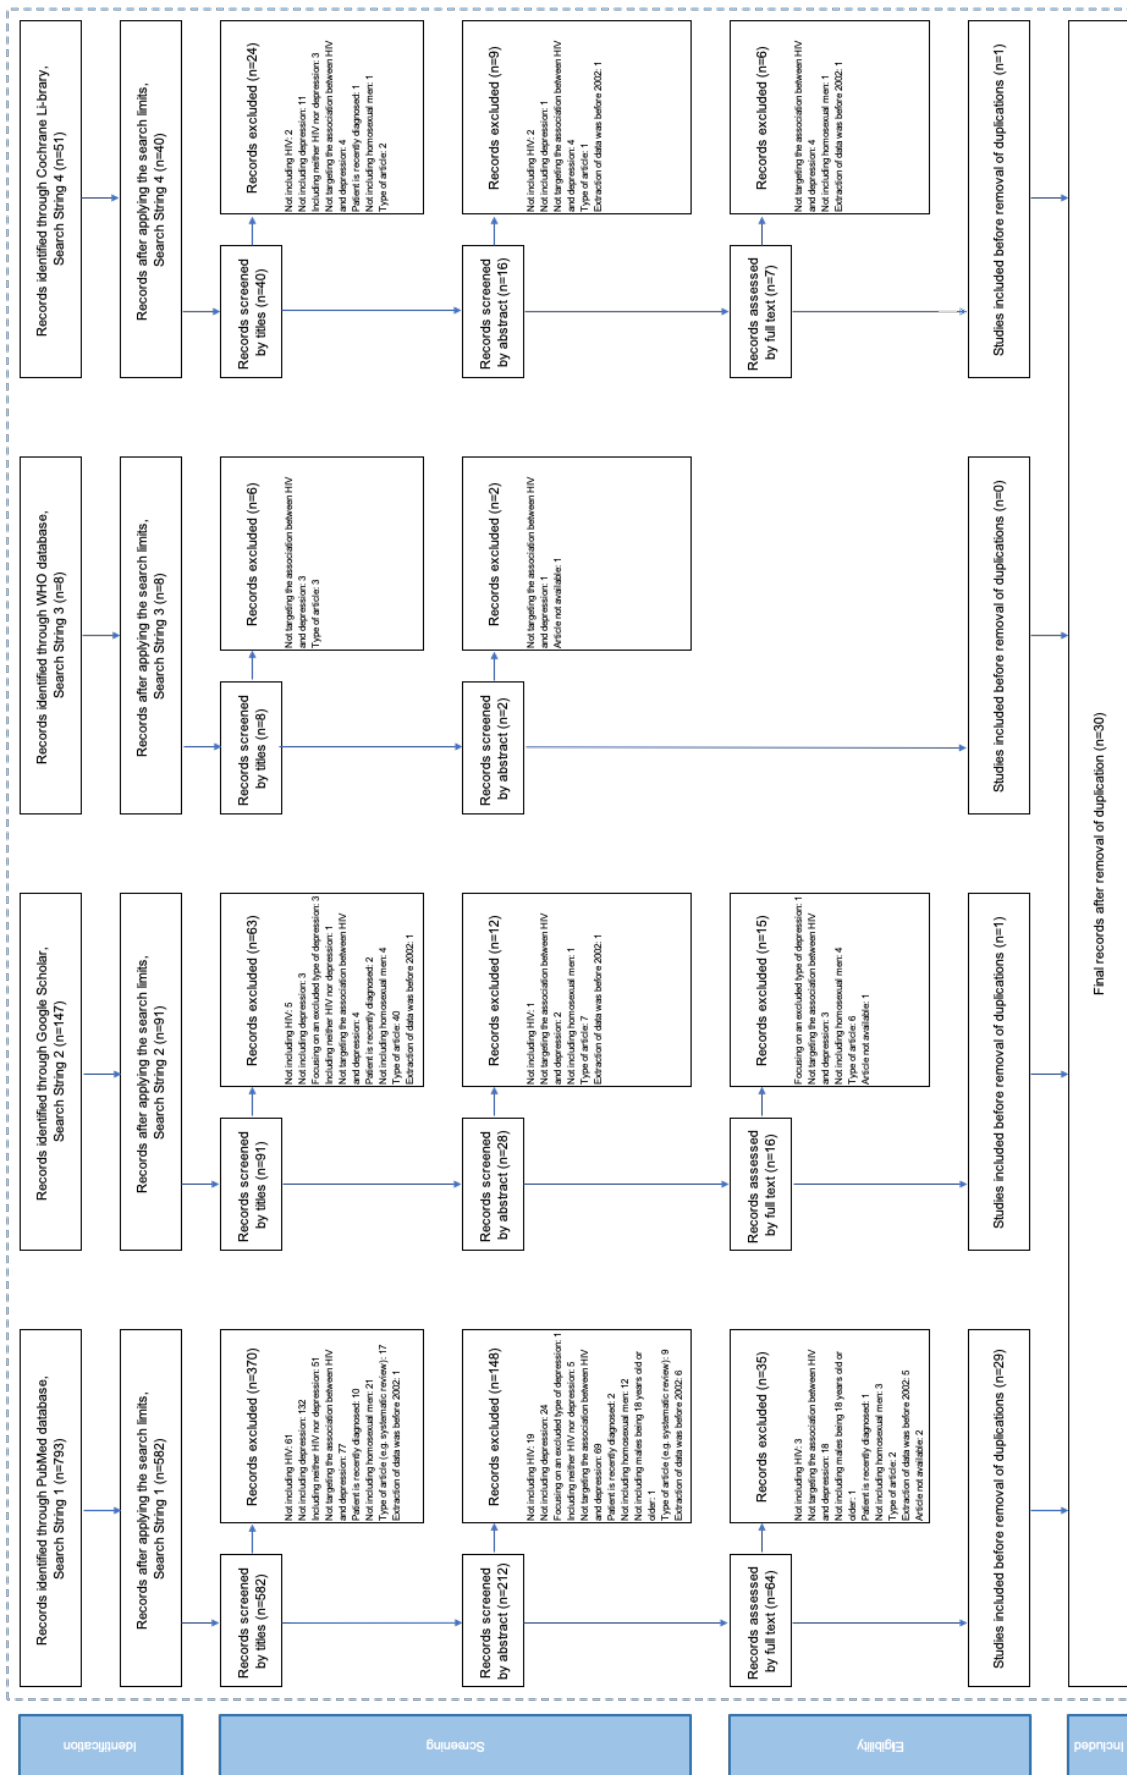 Identification
Records identified through PubMed database,
Search String 1 (n=793)
Records identified through Google Scholar,
Search String 2 (n=147)
Records identified through WHO database,
Search String 3 (n=8)
Records identified through Cochrane Li-brary,
Search String 4 (n=51)
Records after applying the search limits,
Search String 1 (n=582)
Records after applying the search limits,
Search String 2 (n=91)
Records after applying the search limits,
Search String 3 (n=8)
Records after applying the search limits,
Search String 4 (n=40)
Screening
Records screened
by titles (n=582)
Records excluded (n=370)
Not including HIV: 61
Not including depression: 132
Including neither HIV nor depression: 51
Not targeting the association between HIV
and depression: 77
Patient is recently diagnosed: 10
Not including homosexual men: 21
Type of article (e.g. systematic review): 17
Extraction of data was before 2002: 1
Records screened
by titles (n=91)
Records excluded (n=63)
Not including HIV: 5
Not including depression: 3
Focusing on an excluded type of depression: 3
Including neither HIV nor depression: 1
Not targeting the association between HIV
and depression: 4
Patient is recently diagnosed: 2
Not including homosexual men: 4
Type of article: 40
Extraction of data was before 2002: 1
Records screened
by titles (n=8)
Records excluded (n=6)
Not targeting the association between HIV
and depression: 3
Type of article: 3
Records screened
by titles (n=40)
Records excluded (n=24)
Not including HIV: 2
Not including depression: 11
Including neither HIV nor depression: 3
Not targeting the association between HIV
and depression: 4
Patient is recently diagnosed: 1
Not including homosexual men: 1
Type of article: 2
Records screened
by abstract (n=212)
Records excluded (n=148)
Not including HIV: 19
Not including depression: 24
Focusing on an excluded type of depression: 1
Including neither HIV nor depression: 5
Not targeting the association between HIV
and depression: 69
Patient is recently diagnosed: 2
Not including homosexual men: 12
Not including males being 18 years old or
older: 1
Type of article (e.g. systematic review): 9
Extraction of data was before 2002: 6
Records screened
by abstract (n=28)
Records excluded (n=12)
Not including HIV: 1
Not targeting the association between HIV
and depression: 2
Not including homosexual men: 1
Type of article: 7
Extraction of data was before 2002: 1
Records screened
by abstract (n=2)
Records excluded (n=2)
Not targeting the association between HIV
and depression: 1
Article not available: 1
Records screened
by abstract (n=16)
Records excluded (n=9)
Not including HIV: 2
Not including depression: 1
Not targeting the association between HIV
and depression: 4
Type of article: 1
Extraction of data was before 2002: 1
Eligibility
Records assessed
by full text (n=64)
Records excluded (n=35)
Not including HIV: 3
Not targeting the association between HIV
and depression: 18
Not including males being 18 years old or
older: 1
Patient is recently diagnosed: 1
Not including homosexual men: 3
Type of article: 2
Extraction of data was before 2002: 5
Article not available: 2
Records assessed
by full text (n=16)
Records excluded (n=15)
Focusing on an excluded type of depression: 1
Not targeting the association between HIV
and depression: 3
Not including homosexual men: 4
Type of article: 6
Article not available: 1
Records assessed
by full text (n=7)
Records excluded (n=6)
Not targeting the association between HIV
and depression: 4
Not including homosexual men: 1
Extraction of data was before 2002: 1
Studies included before removal of duplications (n=29)
Studies included before removal of duplications (n=1)
Studies included before removal of duplications (n=0)
Studies included before removal of duplications (n=1)
Included
Final records after removal of duplication (n=30)